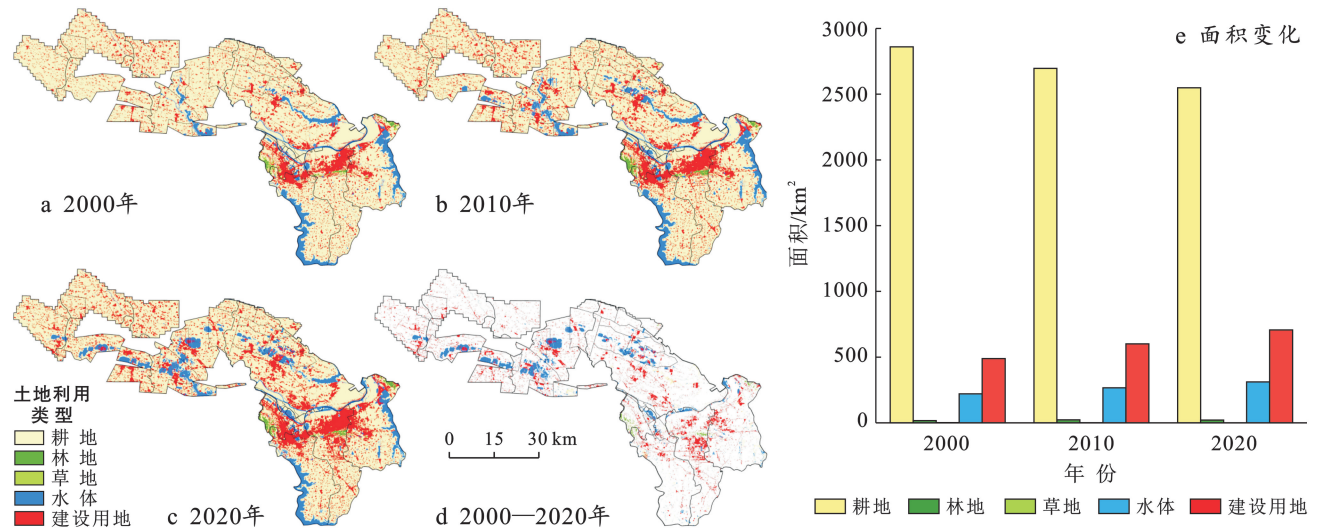 a 2000年
b 2010年
土地利用
类型
耕地
林地
草地
水体
建设用地
c 2020年
0 15 30 km
d 2000—2020年
e 面积变化
面积/km²
3000
2500
2000
1500
1000
500
0
2000 2010 2020
年份
耕地 林地 草地 水体 建设用地